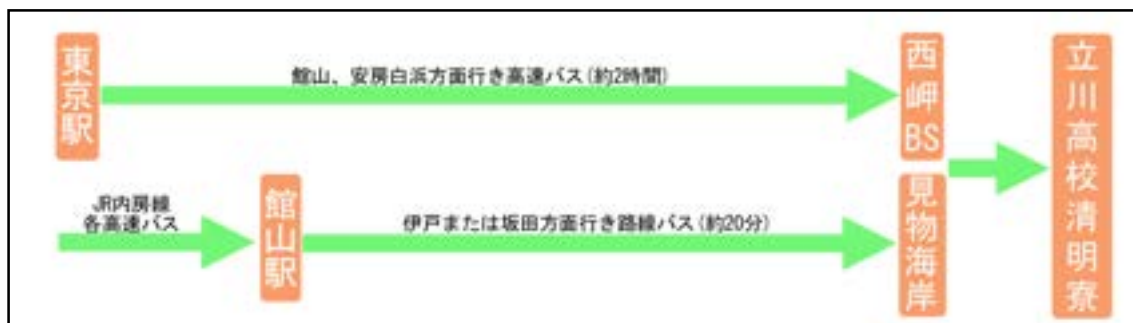 東京駅
館山、安房白浜方面行き高速バス(約2時間)
西岬BS
立川高校清明寮
JR内房線
各高速バス
館山駅
伊戸または坂田方面行き路線バス(約20分)
見物海岸